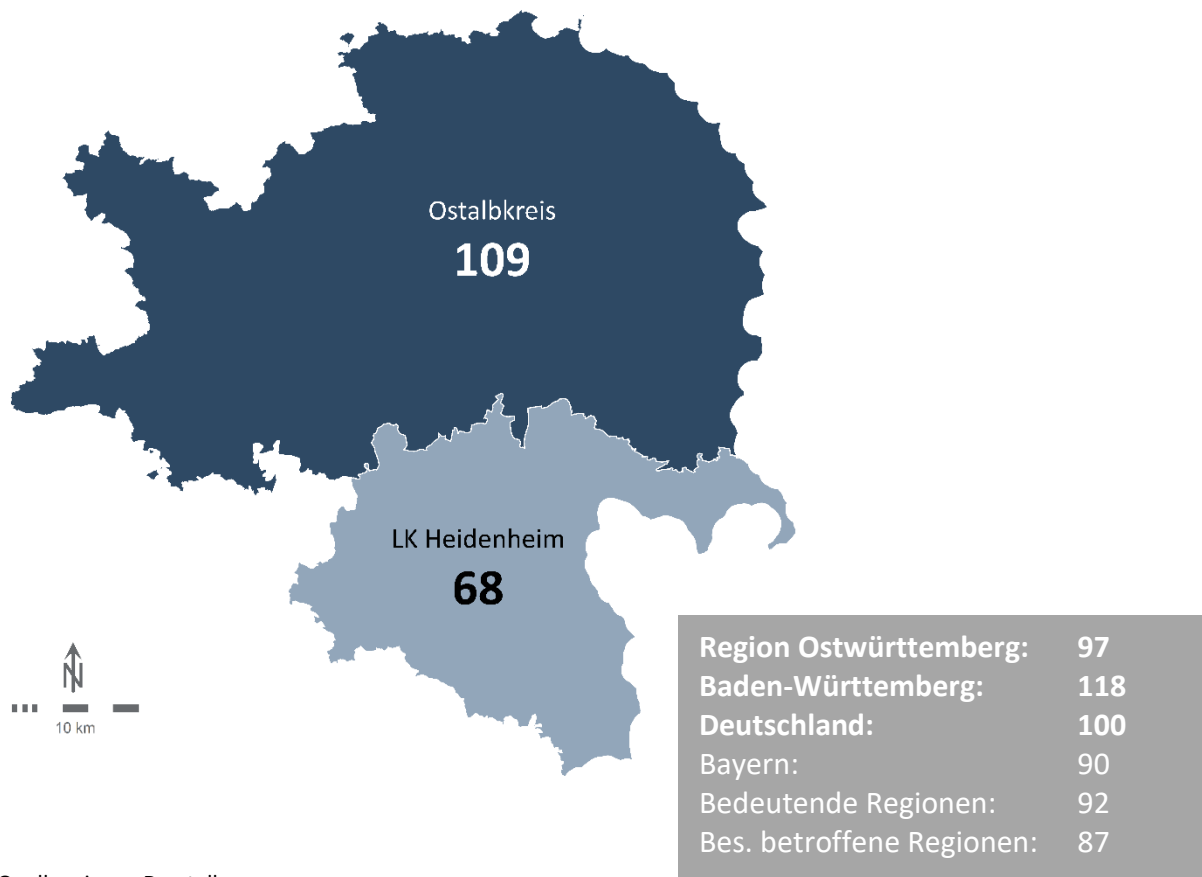 Ostalbkreis
109
LK Heidenheim
68
N
10 km
Region Ostwürttemberg: 97
Baden-Württemberg: 118
Deutschland: 100
Bayern: 90
Bedeutende Regionen: 92
Bes. betroffene Regionen: 87